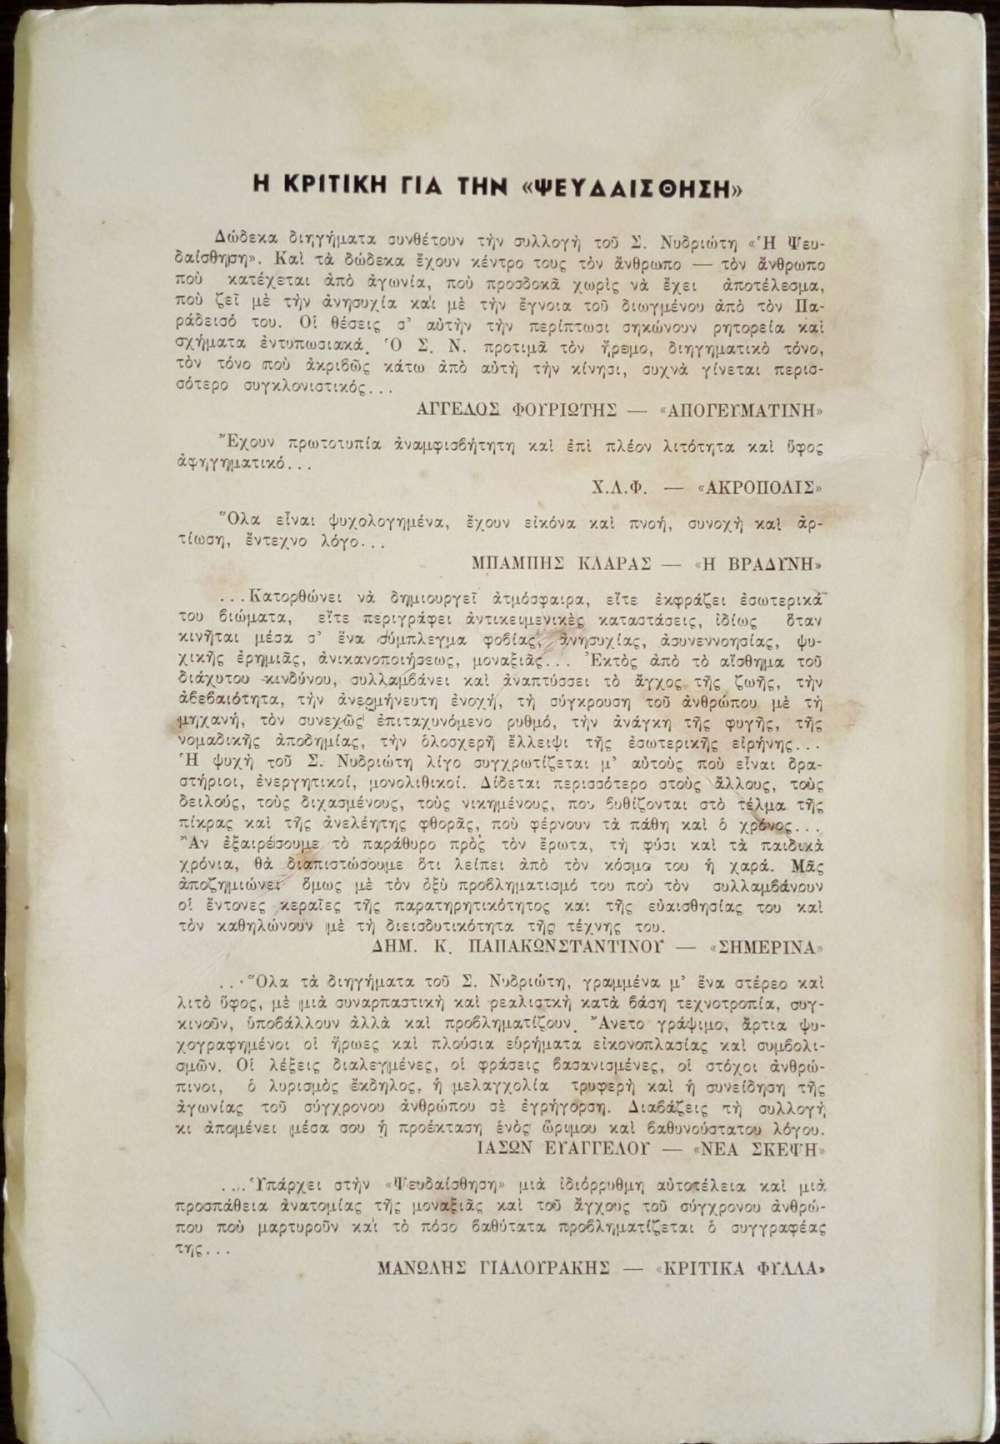 Η ΚΡΙΤΙΚΗ ΓΙΑ ΤΗΝ «ΨΕΥΔΑΙΣΘΗΣΗ»
Δώδεκα διηγήματα συνθέτουν τὴν συλλογὴ τοῦ Σ. Νυδριώτη «Ἡ Ψευ-
δαίσθηση». Καὶ τὰ δώδεκα ἔχουν κέντρο τους τὸν ἄνθρωπο — τὸν ἄνθρωπο
ποὺ κατέχεται ἀπὸ ἀγωνία, ποὺ προσδοκᾶ χωρὶς νὰ ἔχει ἀποτέλεσμα,
ποὺ ζεῖ μὲ τὴν ἀνησυχία καὶ μὲ τὴν ἔγνοια τοῦ διωγμένου ἀπὸ τὸν Πα-
ράδεισό του. Οἱ θέσεις σ' αὐτὴν τὴν περίπτωσι σηκώνουν ρητορεία καὶ
σχήματα ἐντυπωσιακά. Ὁ Σ. Ν. προτιμᾶ τὸν ἤρεμο, διηγηματικὸ τόνο,
τὸν τόνο ποὺ ἀκριβῶς κάτω ἀπὸ αὐτὴ τὴν κίνησι, συχνὰ γίνεται περισ-
σότερο συγκλονιστικός...
ΑΓΓΕΛΟΣ ΦΟΥΡΙΩΤΗΣ — «ΑΠΟΓΕΥΜΑΤΙΝΗ»
Ἔχουν πρωτοτυπία ἀναμφισβήτητη καὶ ἐπὶ πλέον λιτότητα καὶ ὕφος
ἀφηγηματικό...
Χ.Λ.Φ. — «ΑΚΡΟΠΟΛΙΣ»
Ὅλα εἶναι ψυχολογημένα, ἔχουν εἰκόνα καὶ πνοή, συνοχὴ καὶ ἀρ-
τίωση, ἔντεχνο λόγο...
ΜΠΑΜΠΗΣ ΚΛΑΡΑΣ — «Η ΒΡΑΔΥΝΗ»
...Κατορθώνει νὰ δημιουργεῖ ἀτμόσφαιρα, εἴτε ἐκφράζει ἐσωτερικά
του βιώματα, εἴτε περιγράφει ἀντικειμενικὲς καταστάσεις, ἰδίως ὅταν
κινῆται μέσα σ' ἕνα σύμπλεγμα φοβίας, ἀνησυχίας, ἀσυνεννοησίας, ψυ-
χικῆς ἐρημιᾶς, ἀνικανοποιήσεως, μοναξιᾶς... Ἐκτὸς ἀπὸ τὸ αἴσθημα τοῦ
διάχυτου κινδύνου, συλλαμβάνει καὶ ἀναπτύσσει τὸ ἄγχος τῆς ζωῆς, τὴν
ἀβεβαιότητα, τὴν ἀνερμήνευτη ἐνοχή, τὴ σύγκρουση τοῦ ἀνθρώπου μὲ τὴ
μηχανή, τὸν συνεχῶς ἐπιταχυνόμενο ρυθμό, τὴν ἀνάγκη τῆς φυγῆς, τῆς
νομαδικῆς ἀποδημίας, τὴν ὁλοσχερῆ ἔλλειψι τῆς ἐσωτερικῆς εἰρήνης...
Ἡ ψυχὴ τοῦ Σ. Νυδριώτη λίγο συγχρωτίζεται μ' αὐτοὺς ποὺ εἶναι δρα-
στήριοι, ἐνεργητικοί, μονολιθικοί. Δίδεται περισσότερο στοὺς ἄλλους, τοὺς
δειλούς, τοὺς διχασμένους, τοὺς νικημένους, που βυθίζονται στὸ τέλμα τῆς
πίκρας καὶ τῆς ἀνελέητης φθορᾶς, ποὺ φέρνουν τὰ πάθη καὶ ὁ χρόνος...
Ἂν ἐξαιρέσουμε τὸ παράθυρο πρὸς τὸν ἔρωτα, τὴ φύσι καὶ τὰ παιδικὰ
χρόνια, θὰ διαπιστώσουμε ὅτι λείπει ἀπὸ τὸν κόσμο του ἡ χαρά. Μᾶς
ἀποζημιώνει ὅμως μὲ τὸν ὀξὺ προβληματισμό του ποὺ τὸν συλλαμβάνουν
οἱ ἔντονες κεραῖες τῆς παρατηρητικότητος και τῆς εὐαισθησίας του καὶ
τὸν καθηλώνουν μὲ τὴ διεισδυτικότητα τῆς τέχνης του.
ΔΗΜ. Κ. ΠΑΠΑΚΩΝΣΤΑΝΤΙΝΟΥ — «ΣΗΜΕΡΙΝΑ»
...Ὅλα τὰ διηγήματα τοῦ Σ. Νυδριώτη, γραμμένα μ' ἕνα στέρεο καὶ
λιτὸ ὕφος, μὲ μιὰ συναρπαστικὴ καὶ ρεαλιστκὴ κατὰ βάση τεχνοτροπία, συγ-
κινοῦν, ὑποβάλλουν ἀλλὰ καὶ προβληματίζουν. Ἄνετο γράψιμο, ἄρτια ψυ-
χογραφημένοι οἱ ἥρωες καὶ πλούσια εὑρήματα εἰκονοπλασίας καὶ συμβολι-
σμῶν. Οἱ λέξεις διαλεγμένες, οἱ φράσεις βασανισμένες, οἱ στόχοι ἀνθρώ-
πινοι, ὁ λυρισμὸς ἔκδηλος, ἡ μελαγχολία τρυφερὴ καὶ ἡ συνείδηση τῆς
ἀγωνίας τοῦ σύγχρονου ἀνθρώπου σὲ ἐγρήγορση. Διαβάζεις τὴ συλλογὴ
κι ἀπομένει μέσα σου ἡ προέκταση ἑνὸς ὥριμου καὶ βαθυνούστατου λόγου.
ΙΑΣΩΝ ΕΥΑΓΓΕΛΟΥ — «ΝΕΑ ΣΚΕΨΗ»
....Ὑπάρχει στὴν «Ψευδαίσθηση» μιὰ ἰδιόρρυθμη αὐτοτέλεια καὶ μιὰ
προσπάθεια ἀνατομίας τῆς μοναξιᾶς καὶ τοῦ ἄγχους τοῦ σύγχρονου ἀνθρώ-
που ποὺ μαρτυροῦν καὶ τὸ πόσο βαθύτατα προβληματίζεται ὁ συγγραφέας
της...
ΜΑΝΩΛΗΣ ΓΙΑΛΟΥΡΑΚΗΣ — «ΚΡΙΤΙΚΑ ΦΥΛΛΑ»